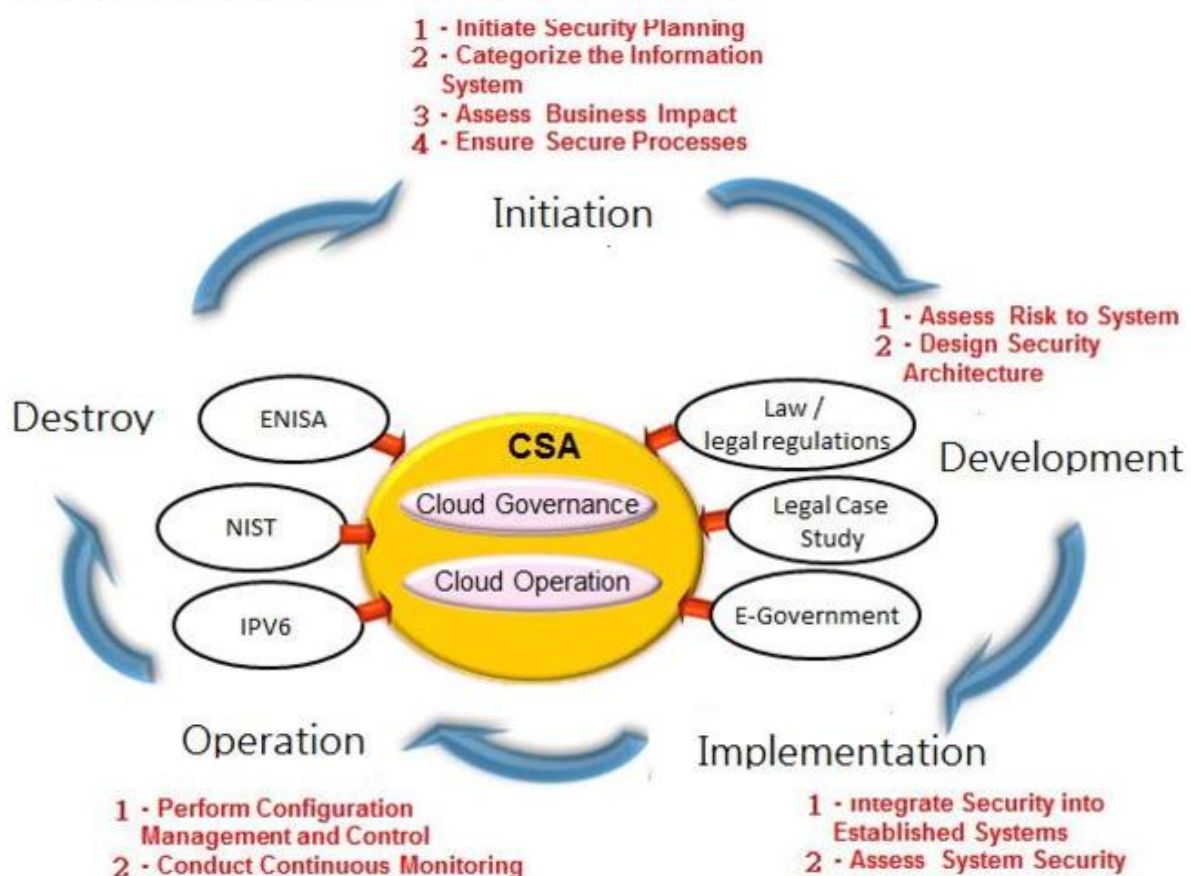 1 - Initiate Security Planning
2 - Categorize the Information
System
3 - Assess Business Impact
4 - Ensure Secure Processes
Initiation
1 - Assess Risk to System
2 - Design Security
Architecture
Destroy
ENISA
CSA
Law /
legal regulations
Development
Cloud Governance
NIST
Legal Case
Study
Cloud Operation
IPV6
E-Government
Operation
Implementation
1 - Perform Configuration
Management and Control
2 - Conduct Continuous Monitoring
1 - Integrate Security into
Established Systems
2 - Assess System Security